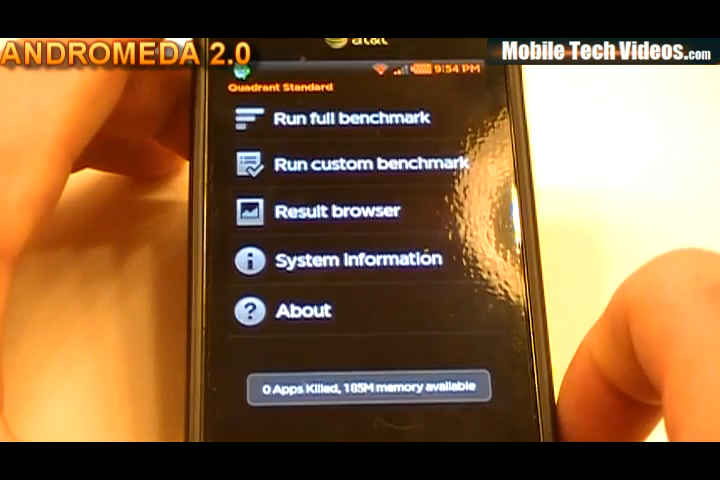 at&t
ANDROMEDA 2.0
Mobile Tech Videos.com
9:54 PM
Quadrant Standard
Run full benchmark
Run custom benchmark
Result browser
System information
About
0 Apps Killed, 185M memory available